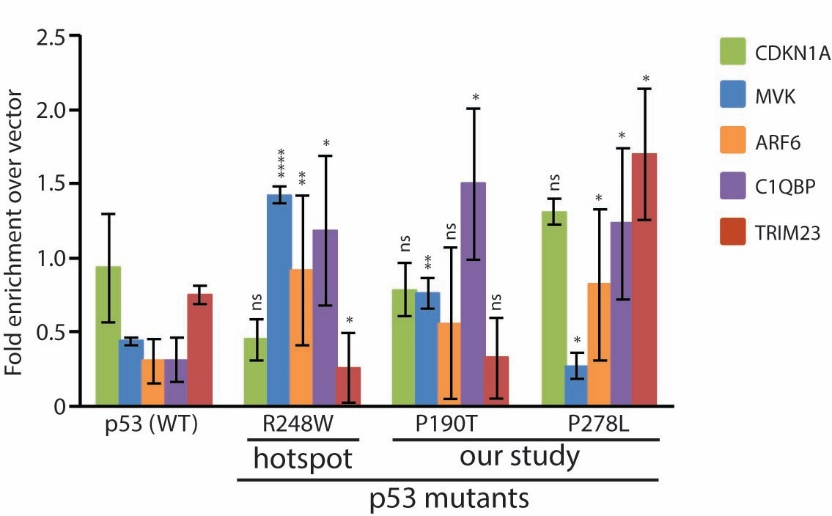 Fold enrichment over vector
2.5
2.0
1.5
1.0
0.5
0
ns
****
**
*
*
ns
**
ns
*
ns
ns
*
*
*
*
p53 (WT)
R248W
P190T
P278L
hotspot
our study
p53 mutants
CDKN1A
MVK
ARF6
C1QBP
TRIM23